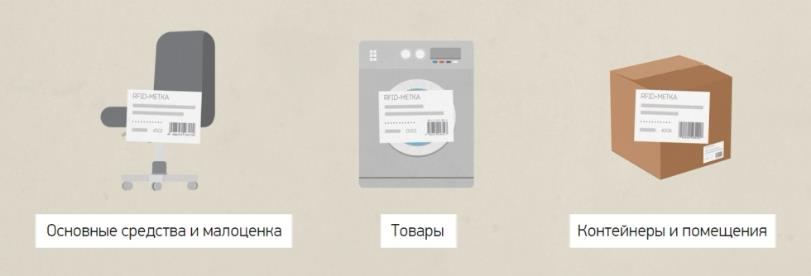 RFID-МЕТКА
RFID-МЕТКА
RFID-МЕТКА
Основные средства и малоценка
Товары
Контейнеры и помещения